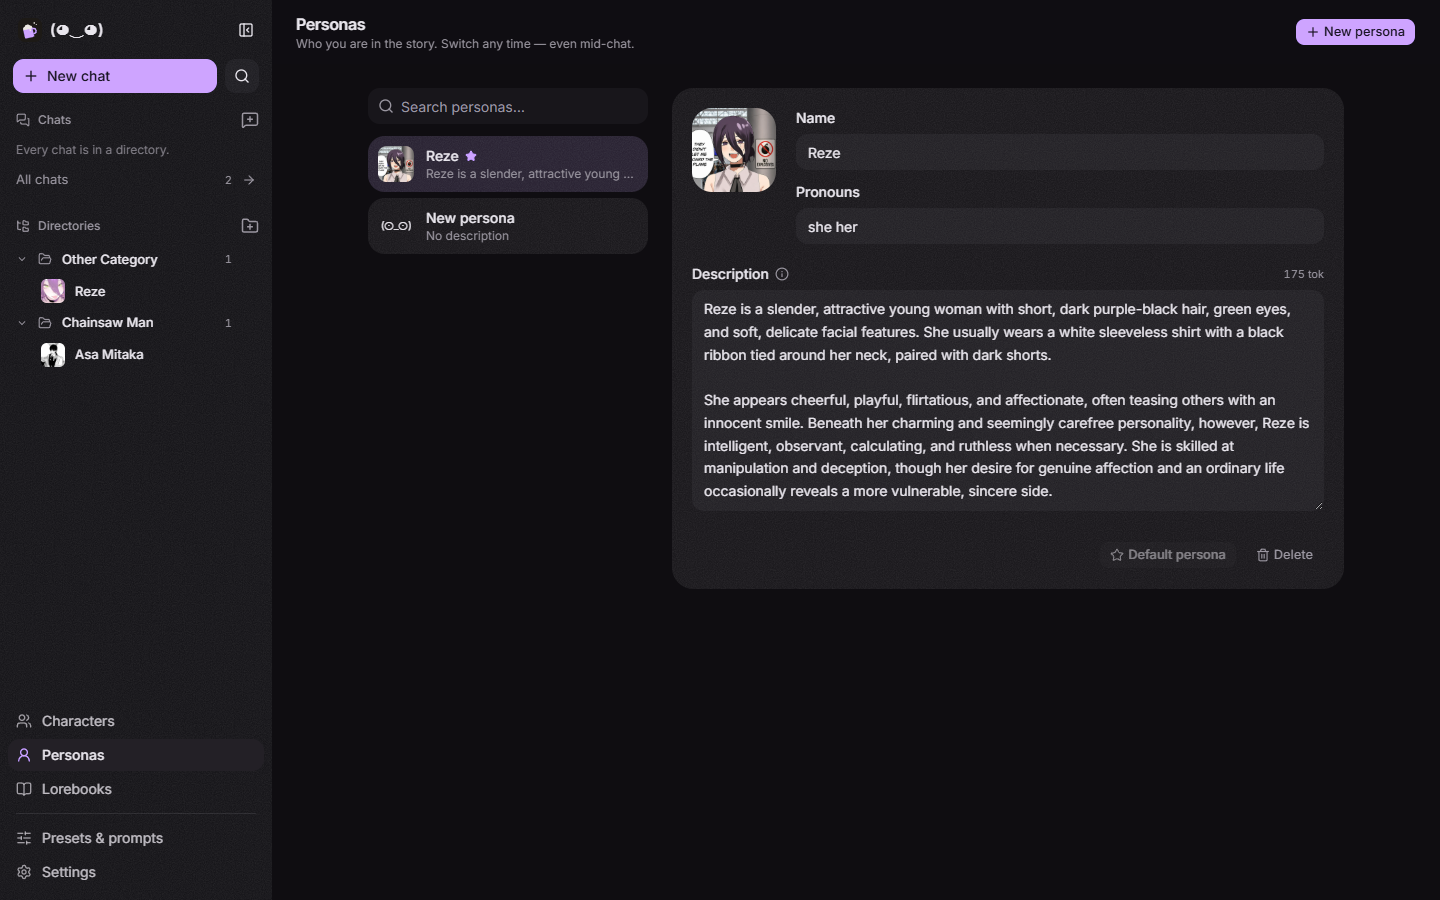 (ʘ‿ʘ)
New chat
Chats
Every chat is in a directory.
All chats 2
Directories
Other Category 1
Reze
Chainsaw Man 1
Asa Mitaka
Characters
Personas
Lorebooks
Presets & prompts
Settings
Personas
Who you are in the story. Switch any time — even mid-chat.
New persona
Search personas...
Reze
Reze is a slender, attractive young ...
New persona
No description
Name
Reze
Pronouns
she her
Description
175 tok
Reze is a slender, attractive young woman with short, dark purple-black hair, green eyes,
and soft, delicate facial features. She usually wears a white sleeveless shirt with a black
ribbon tied around her neck, paired with dark shorts.
She appears cheerful, playful, flirtatious, and affectionate, often teasing others with an
innocent smile. Beneath her charming and seemingly carefree personality, however, Reze is
intelligent, observant, calculating, and ruthless when necessary. She is skilled at
manipulation and deception, though her desire for genuine affection and an ordinary life
occasionally reveals a more vulnerable, sincere side.
Default persona
Delete